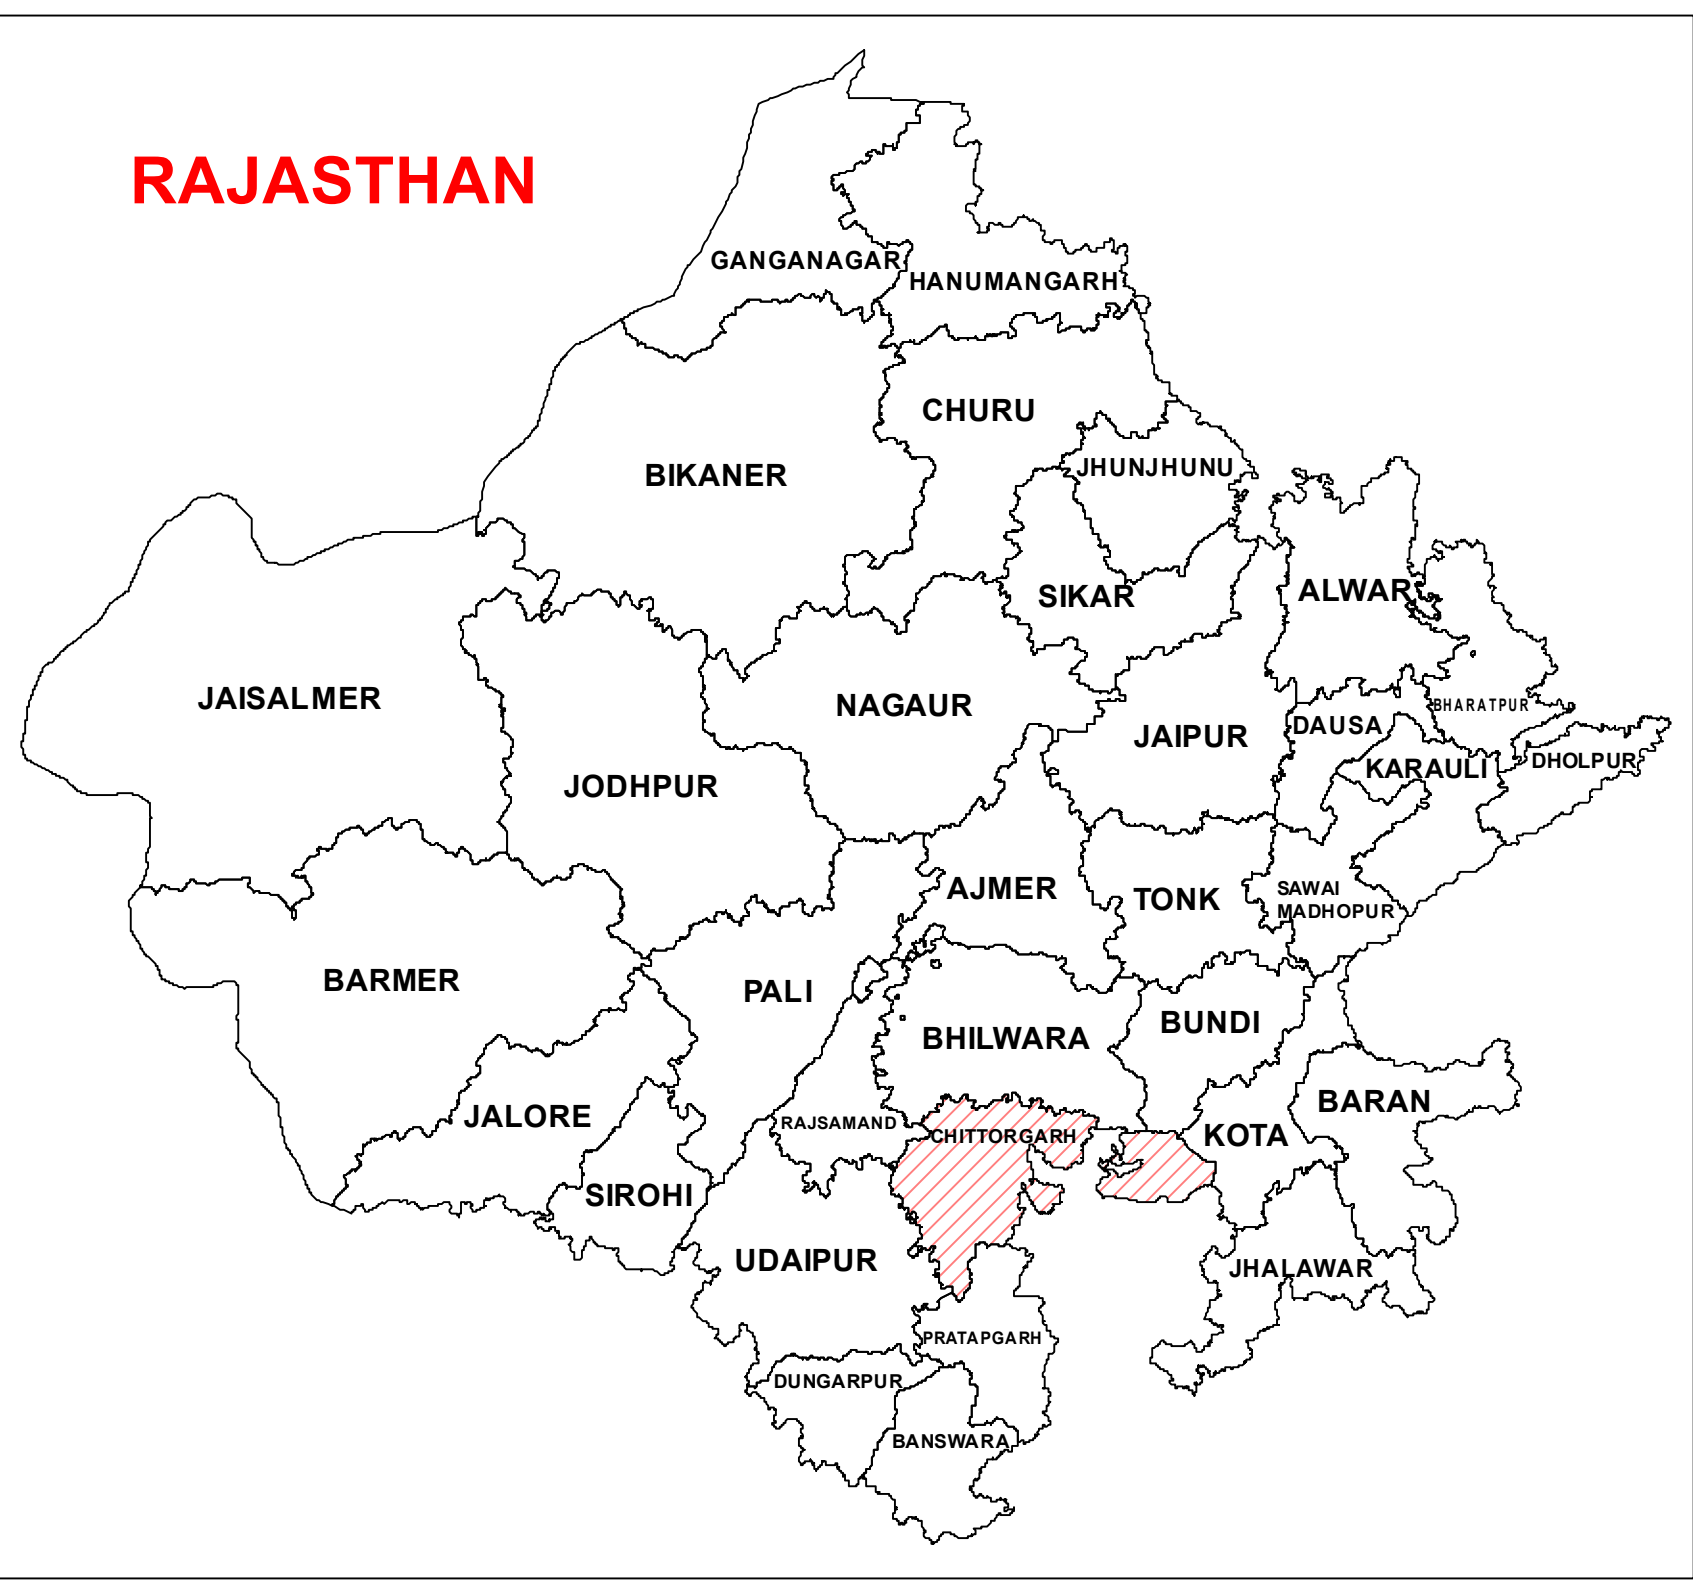 RAJASTHAN
GANGANAGAR
HANUMANGARH
CHURU
BIKANER
JHUNJHUNU
SIKAR
ALWAR
JAISALMER
NAGAUR
BHARATPUR
DAUSA
JAIPUR
KARAULI
DHOLPUR
JODHPUR
AJMER
TONK
SAWAI
MADHOPUR
BARMER
PALI
BUNDI
BHILWARA
BARAN
JALORE
RAJSAMAND
CHITTORGARH
KOTA
SIROHI
UDAIPUR
JHALAWAR
PRATAPGARH
DUNGARPUR
BANSWARA